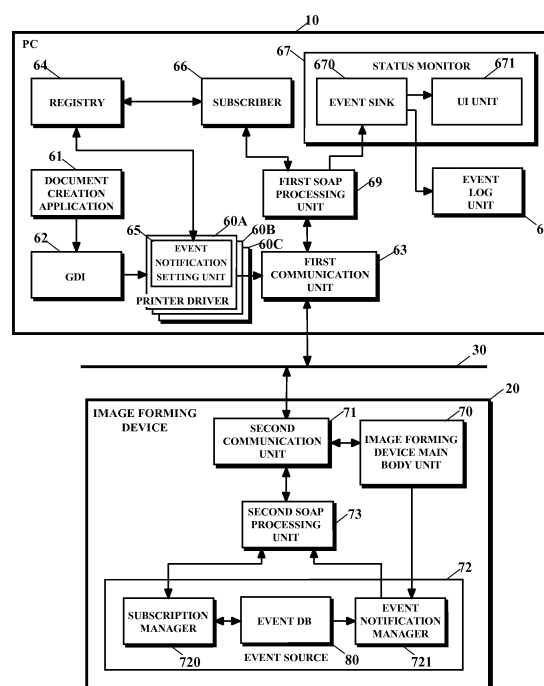 10
PC
64
REGISTRY
66
SUBSCRIBER
67
STATUS MONITOR
670
EVENT SINK
671
UI UNIT
61
DOCUMENT
CREATION
APPLICATION
FIRST SOAP
PROCESSING
UNIT
69
EVENT
LOG
UNIT
62
GDI
65
60A
60B
60C
EVENT
NOTIFICATION
SETTING UNIT
PRINTER DRIVER
63
FIRST
COMMUNICATION
UNIT
30
20
IMAGE FORMING
DEVICE
71
SECOND
COMMUNICATION
UNIT
70
IMAGE FORMING
DEVICE MAIN
BODY UNIT
SECOND SOAP
PROCESSING
UNIT
73
72
SUBSCRIPTION
MANAGER
720
EVENT DB
80
EVENT
NOTIFICATION
MANAGER
721
EVENT SOURCE